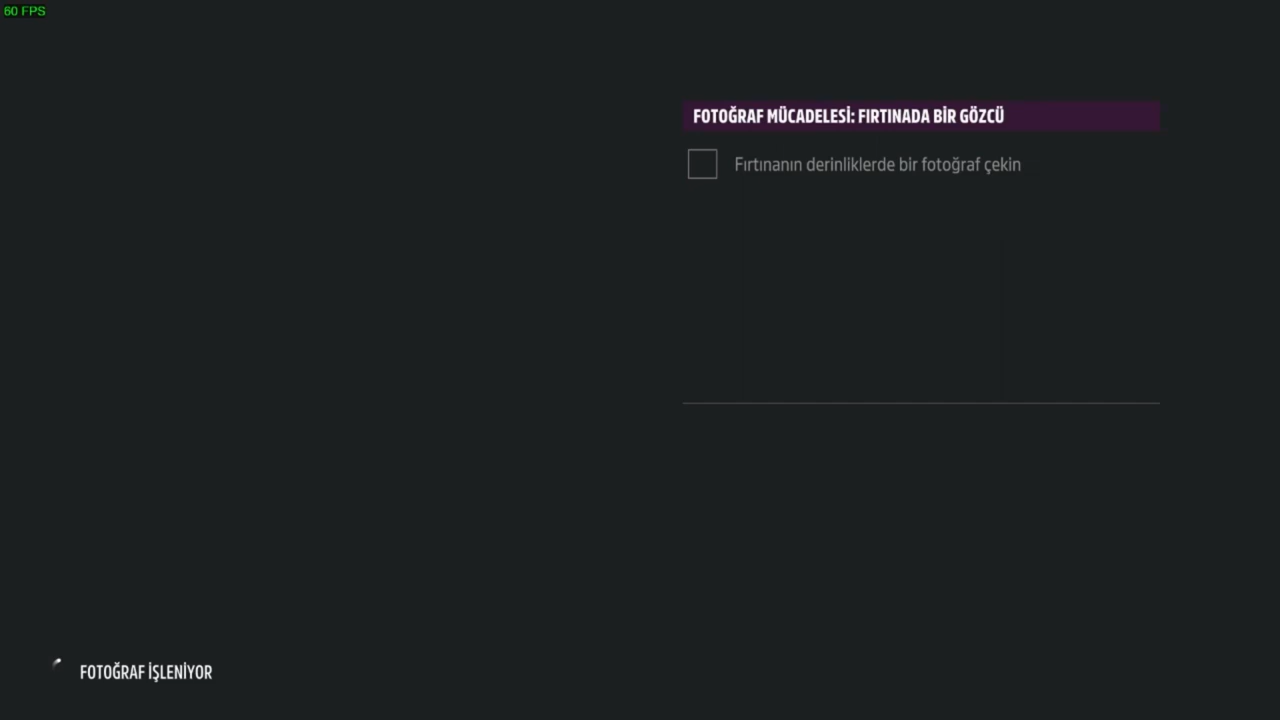 60 FPS
FOTOĞRAF MÜCADELESİ: FIRTINADA BİR GÖZCÜ
Fırtınanın derinliklerde bir fotoğraf çekin
FOTOĞRAF İŞLENİYOR